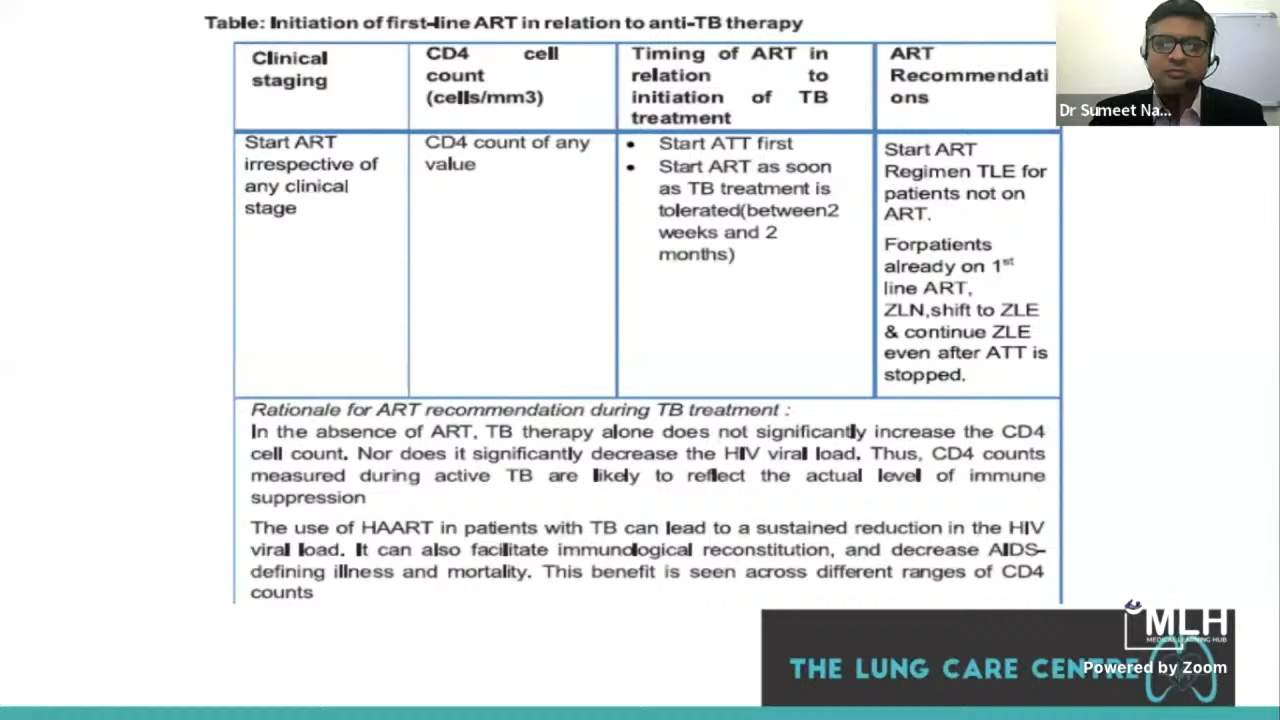 Table: Initiation of first-line ART in relation to anti-TB therapy
Clinical
staging
CD4 cell
count
(cells/mm3)
Timing of ART in
relation to
initiation of TB
treatment
ART
Recommendati
ons
Start ART
irrespective of
any clinical
stage
CD4 count of any
value
• Start ATT first
• Start ART as soon
as TB treatment is
tolerated(between2
weeks and 2
months)
Start ART
Regimen TLE for
patients not on
ART.
Forpatients
already on 1st
line ART,
ZLN,shift to ZLE
& continue ZLE
even after ATT is
stopped.
Rationale for ART recommendation during TB treatment :
In the absence of ART, TB therapy alone does not significantly increase the CD4
cell count. Nor does it significantly decrease the HIV viral load. Thus, CD4 counts
measured during active TB are likely to reflect the actual level of immune
suppression
The use of HAART in patients with TB can lead to a sustained reduction in the HIV
viral load. It can also facilitate immunological reconstitution, and decrease AIDS-
defining illness and mortality. This benefit is seen across different ranges of CD4
counts
Dr Sumeet Na...
MLH
MEDICAL LEARNING HUB
THE LUNG CARE CENTRE
Powered by Zoom